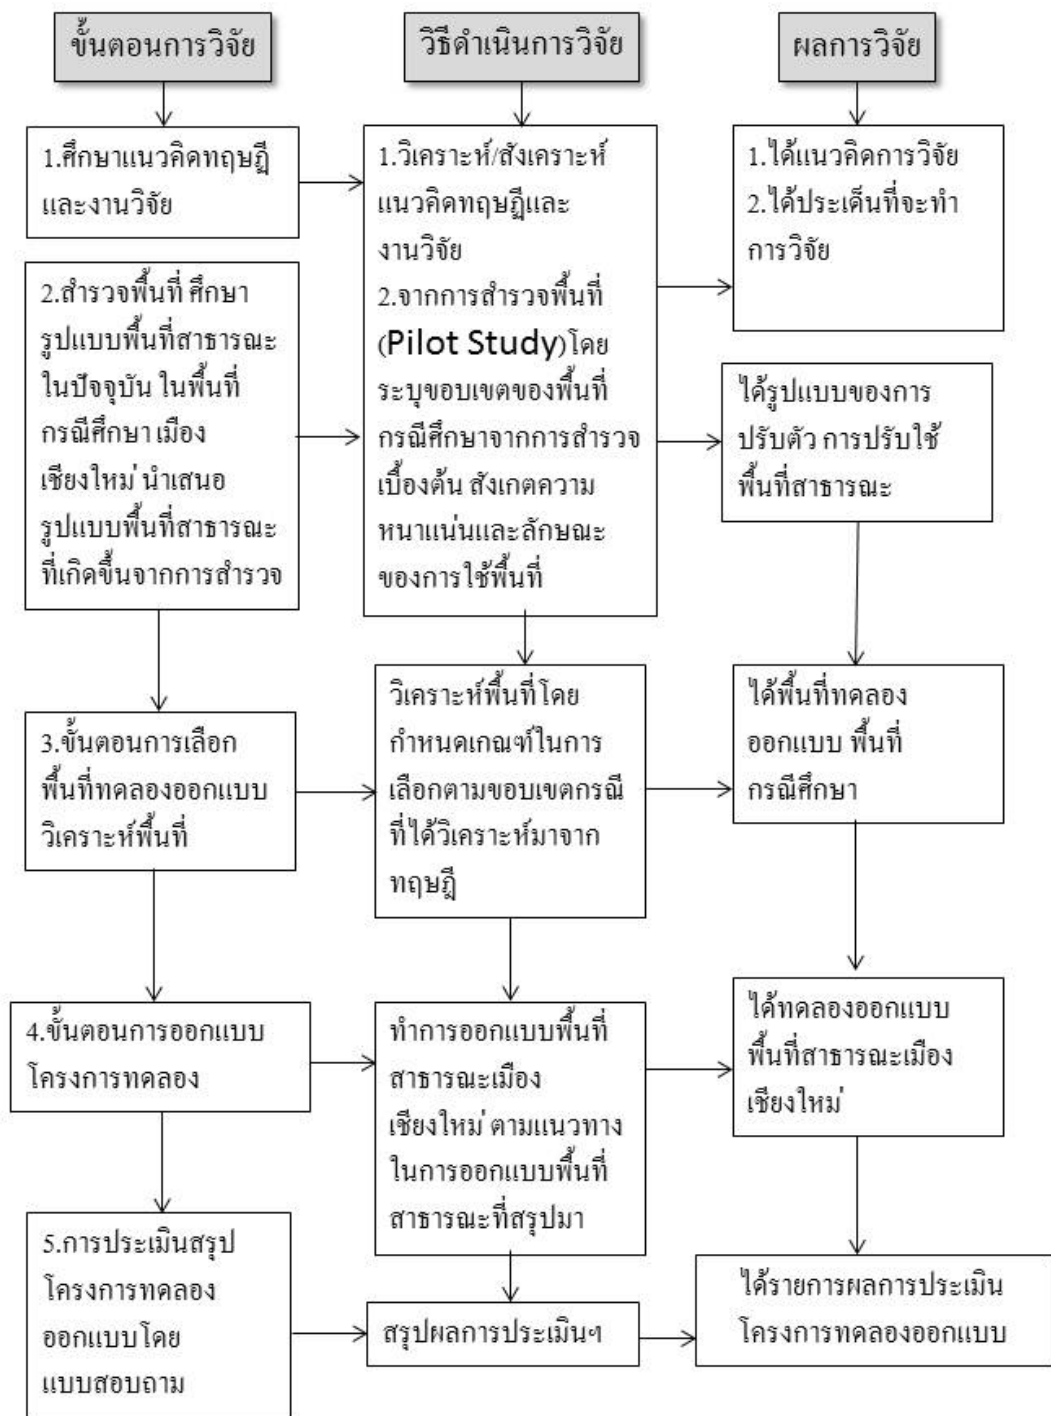 ขั้นตอนการวิจัย
วิธีดำเนินการวิจัย
ผลการวิจัย
1.ศึกษาแนวคิดทฤษฎี
และงานวิจัย
1.วิเคราะห์/สังเคราะห์
แนวคิดทฤษฎีและ
งานวิจัย
2.จากการสำรวจพื้นที่
(Pilot Study)โดย
ระบุขอบเขตของพื้นที่
กรณีศึกษาจากการสำรวจ
เบื้องต้น สังเกตความ
หนาแน่นและลักษณะ
ของการใช้พื้นที่
1.ได้แนวคิดการวิจัย
2.ได้ประเด็นที่จะทำ
การวิจัย
2.สำรวจพื้นที่ ศึกษา
รูปแบบพื้นที่สาธารณะ
ในปัจจุบัน ในพื้นที่
กรณีศึกษา เมือง
เชียงใหม่ นำเสนอ
รูปแบบพื้นที่สาธารณะ
ที่เกิดขึ้นจากการสำรวจ
ได้รูปแบบของการ
ปรับตัว การปรับใช้
พื้นที่สาธารณะ
3.ขั้นตอนการเลือก
พื้นที่ทดลองออกแบบ
วิเคราะห์พื้นที่
วิเคราะห์พื้นที่โดย
กำหนดเกณฑ์ในการ
เลือกตามขอบเขตกรณี
ที่ได้วิเคราะห์มาจาก
ทฤษฎี
ได้พื้นที่ทดลอง
ออกแบบ พื้นที่
กรณีศึกษา
4.ขั้นตอนการออกแบบ
โครงการทดลอง
ทำการออกแบบพื้นที่
สาธารณะเมือง
เชียงใหม่ ตามแนวทาง
ในการออกแบบพื้นที่
สาธารณะที่สรุปมา
ได้ทดลองออกแบบ
พื้นที่สาธารณะเมือง
เชียงใหม่
5.การประเมินสรุป
โครงการทดลอง
ออกแบบโดย
แบบสอบถาม
สรุปผลการประเมินฯ
ได้รายการผลการประเมิน
โครงการทดลองออกแบบ